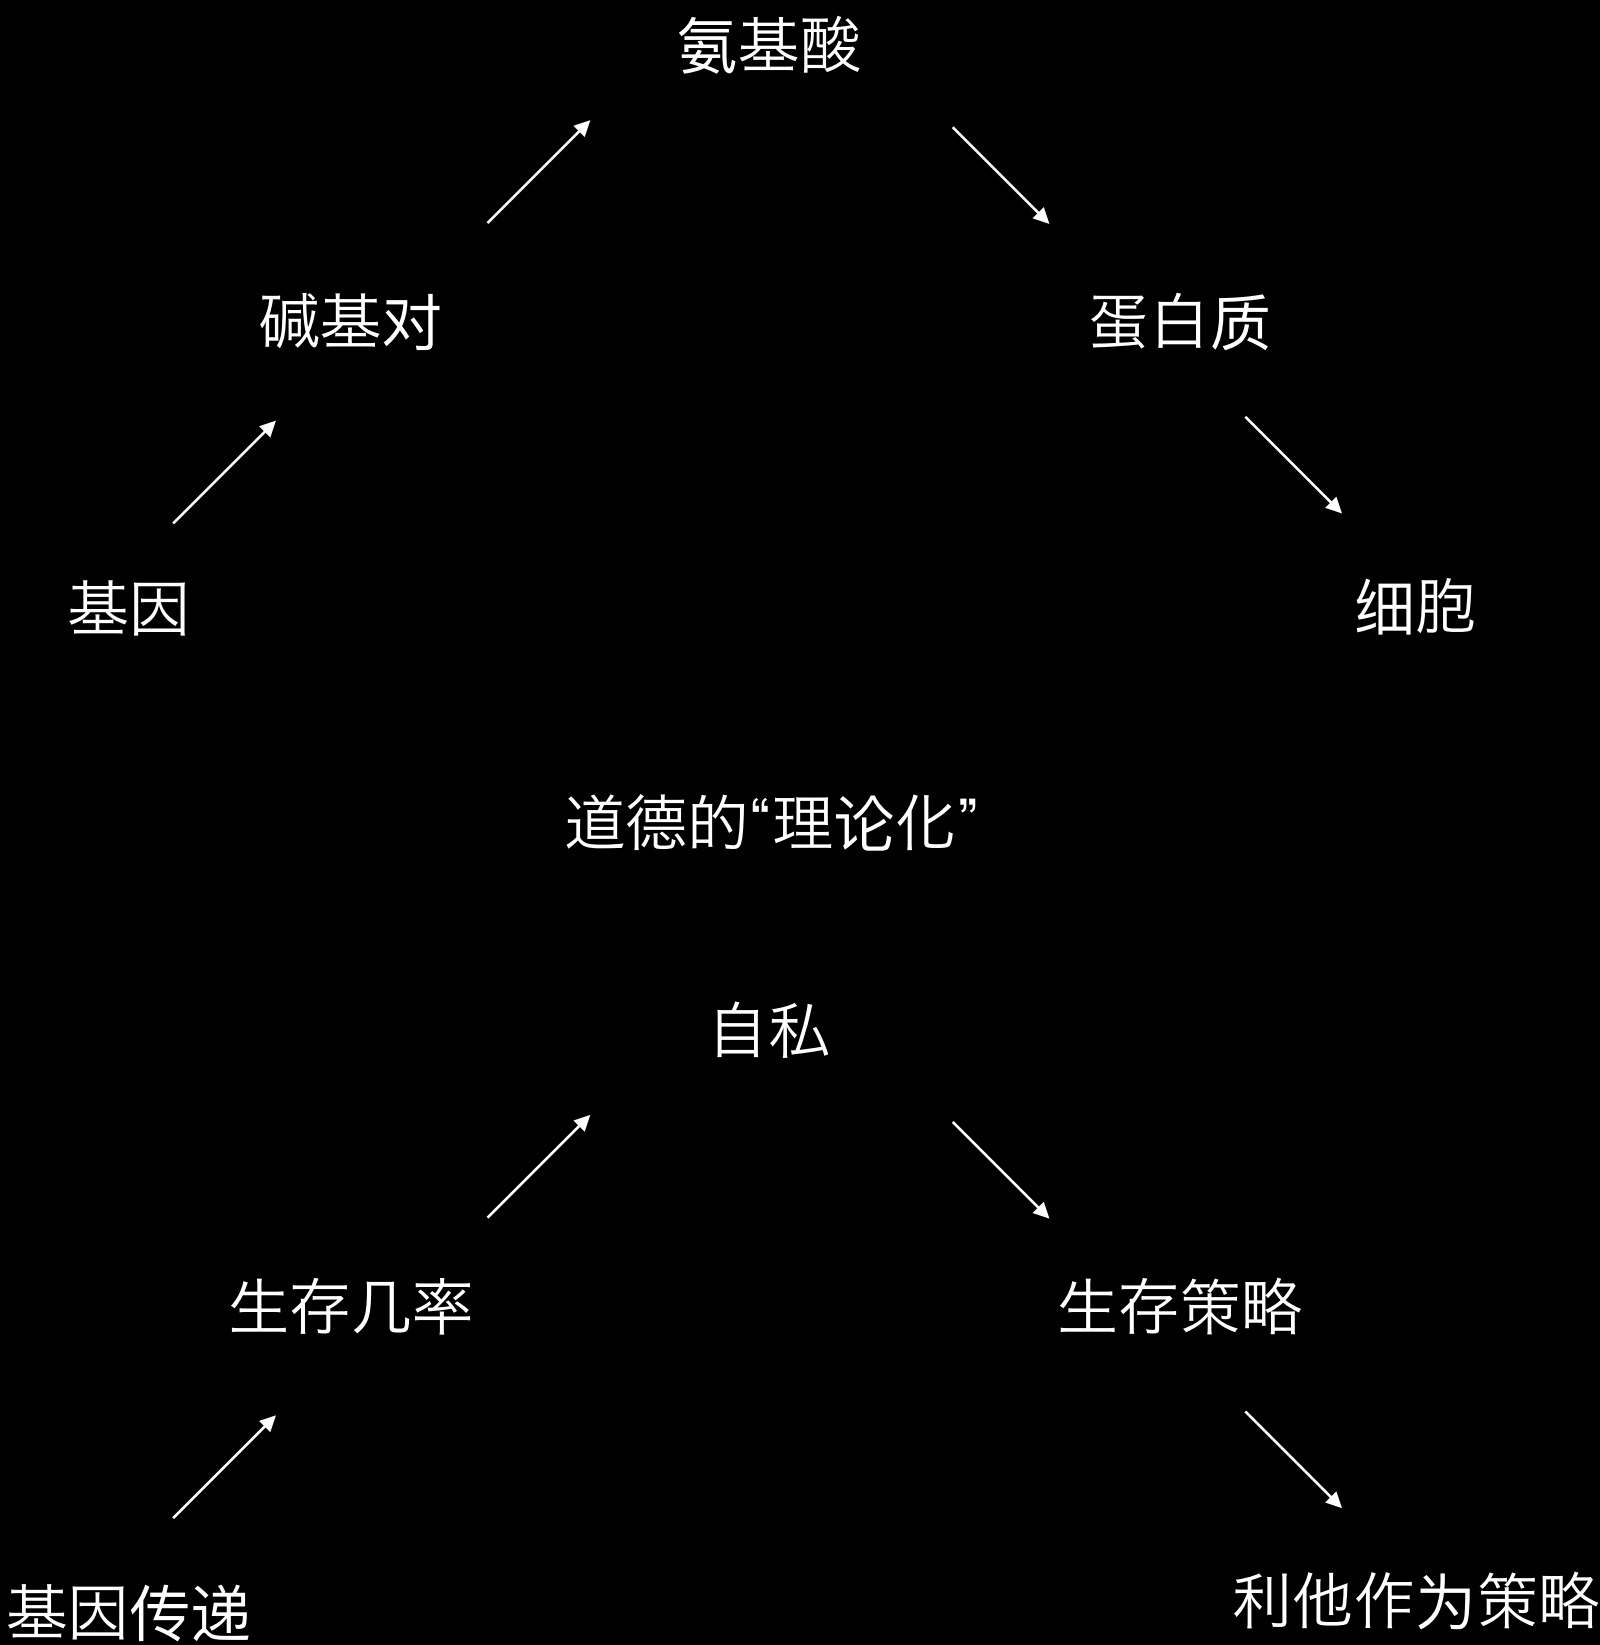 氨基酸
碱基对
蛋白质
基因
细胞
道德的“理论化”
自私
生存几率
生存策略
基因传递
利他作为策略